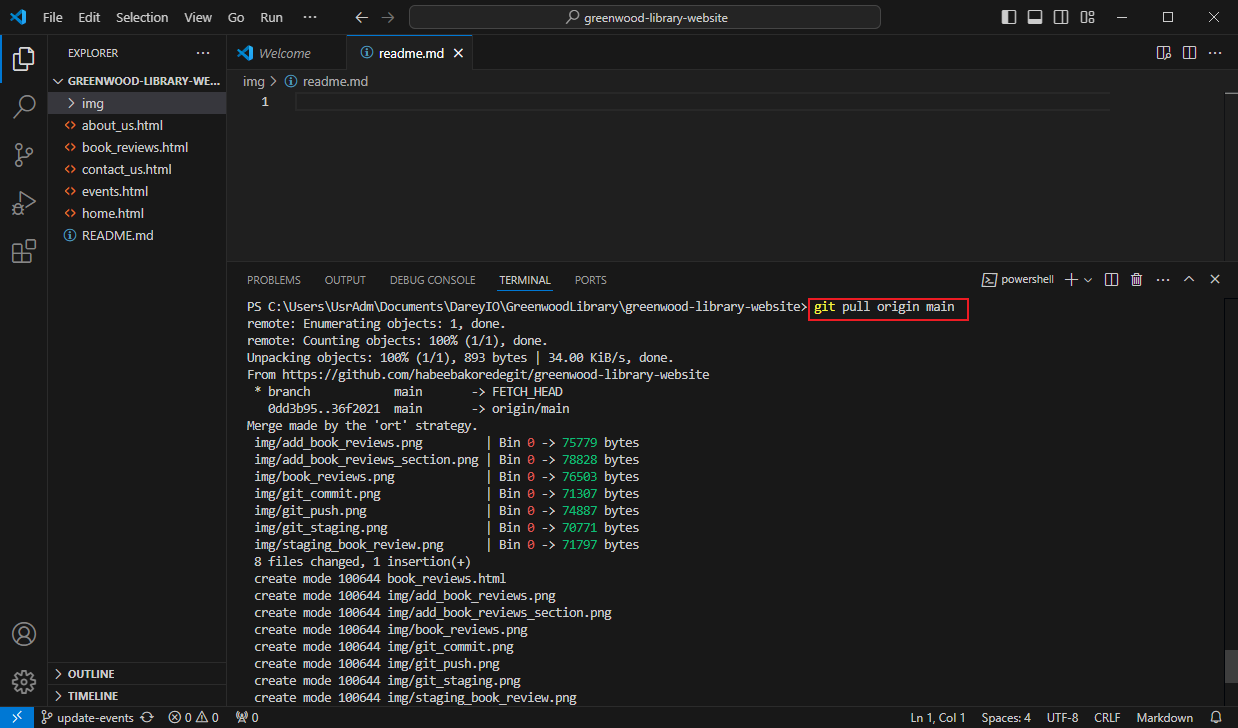 File Edit Selection View Go Run ··· greenwood-library-website
EXPLORER ···
GREENWOOD-LIBRARY-WE...
img
about_us.html
book_reviews.html
contact_us.html
events.html
home.html
README.md
OUTLINE
TIMELINE
Welcome readme.md
img > readme.md
1
PROBLEMS OUTPUT DEBUG CONSOLE TERMINAL PORTS powershell
PS C:\Users\UsrAdm\Documents\DareyIO\GreenwoodLibrary\greenwood-library-website> git pull origin main
remote: Enumerating objects: 1, done.
remote: Counting objects: 100% (1/1), done.
Unpacking objects: 100% (1/1), 893 bytes | 34.00 KiB/s, done.
From https://github.com/habeebakoredegit/greenwood-library-website
* branch main -> FETCH_HEAD
0dd3b95..36f2021 main -> origin/main
Merge made by the 'ort' strategy.
img/add_book_reviews.png | Bin 0 -> 75779 bytes
img/add_book_reviews_section.png | Bin 0 -> 78828 bytes
img/book_reviews.png | Bin 0 -> 76503 bytes
img/git_commit.png | Bin 0 -> 71307 bytes
img/git_push.png | Bin 0 -> 74887 bytes
img/git_staging.png | Bin 0 -> 70771 bytes
img/staging_book_review.png | Bin 0 -> 71797 bytes
8 files changed, 1 insertion(+)
create mode 100644 book_reviews.html
create mode 100644 img/add_book_reviews.png
create mode 100644 img/add_book_reviews_section.png
create mode 100644 img/book_reviews.png
create mode 100644 img/git_commit.png
create mode 100644 img/git_push.png
create mode 100644 img/git_staging.png
create mode 100644 img/staging_book_review.png
update-events 0 0 0 Ln 1, Col 1 Spaces: 4 UTF-8 CRLF Markdown